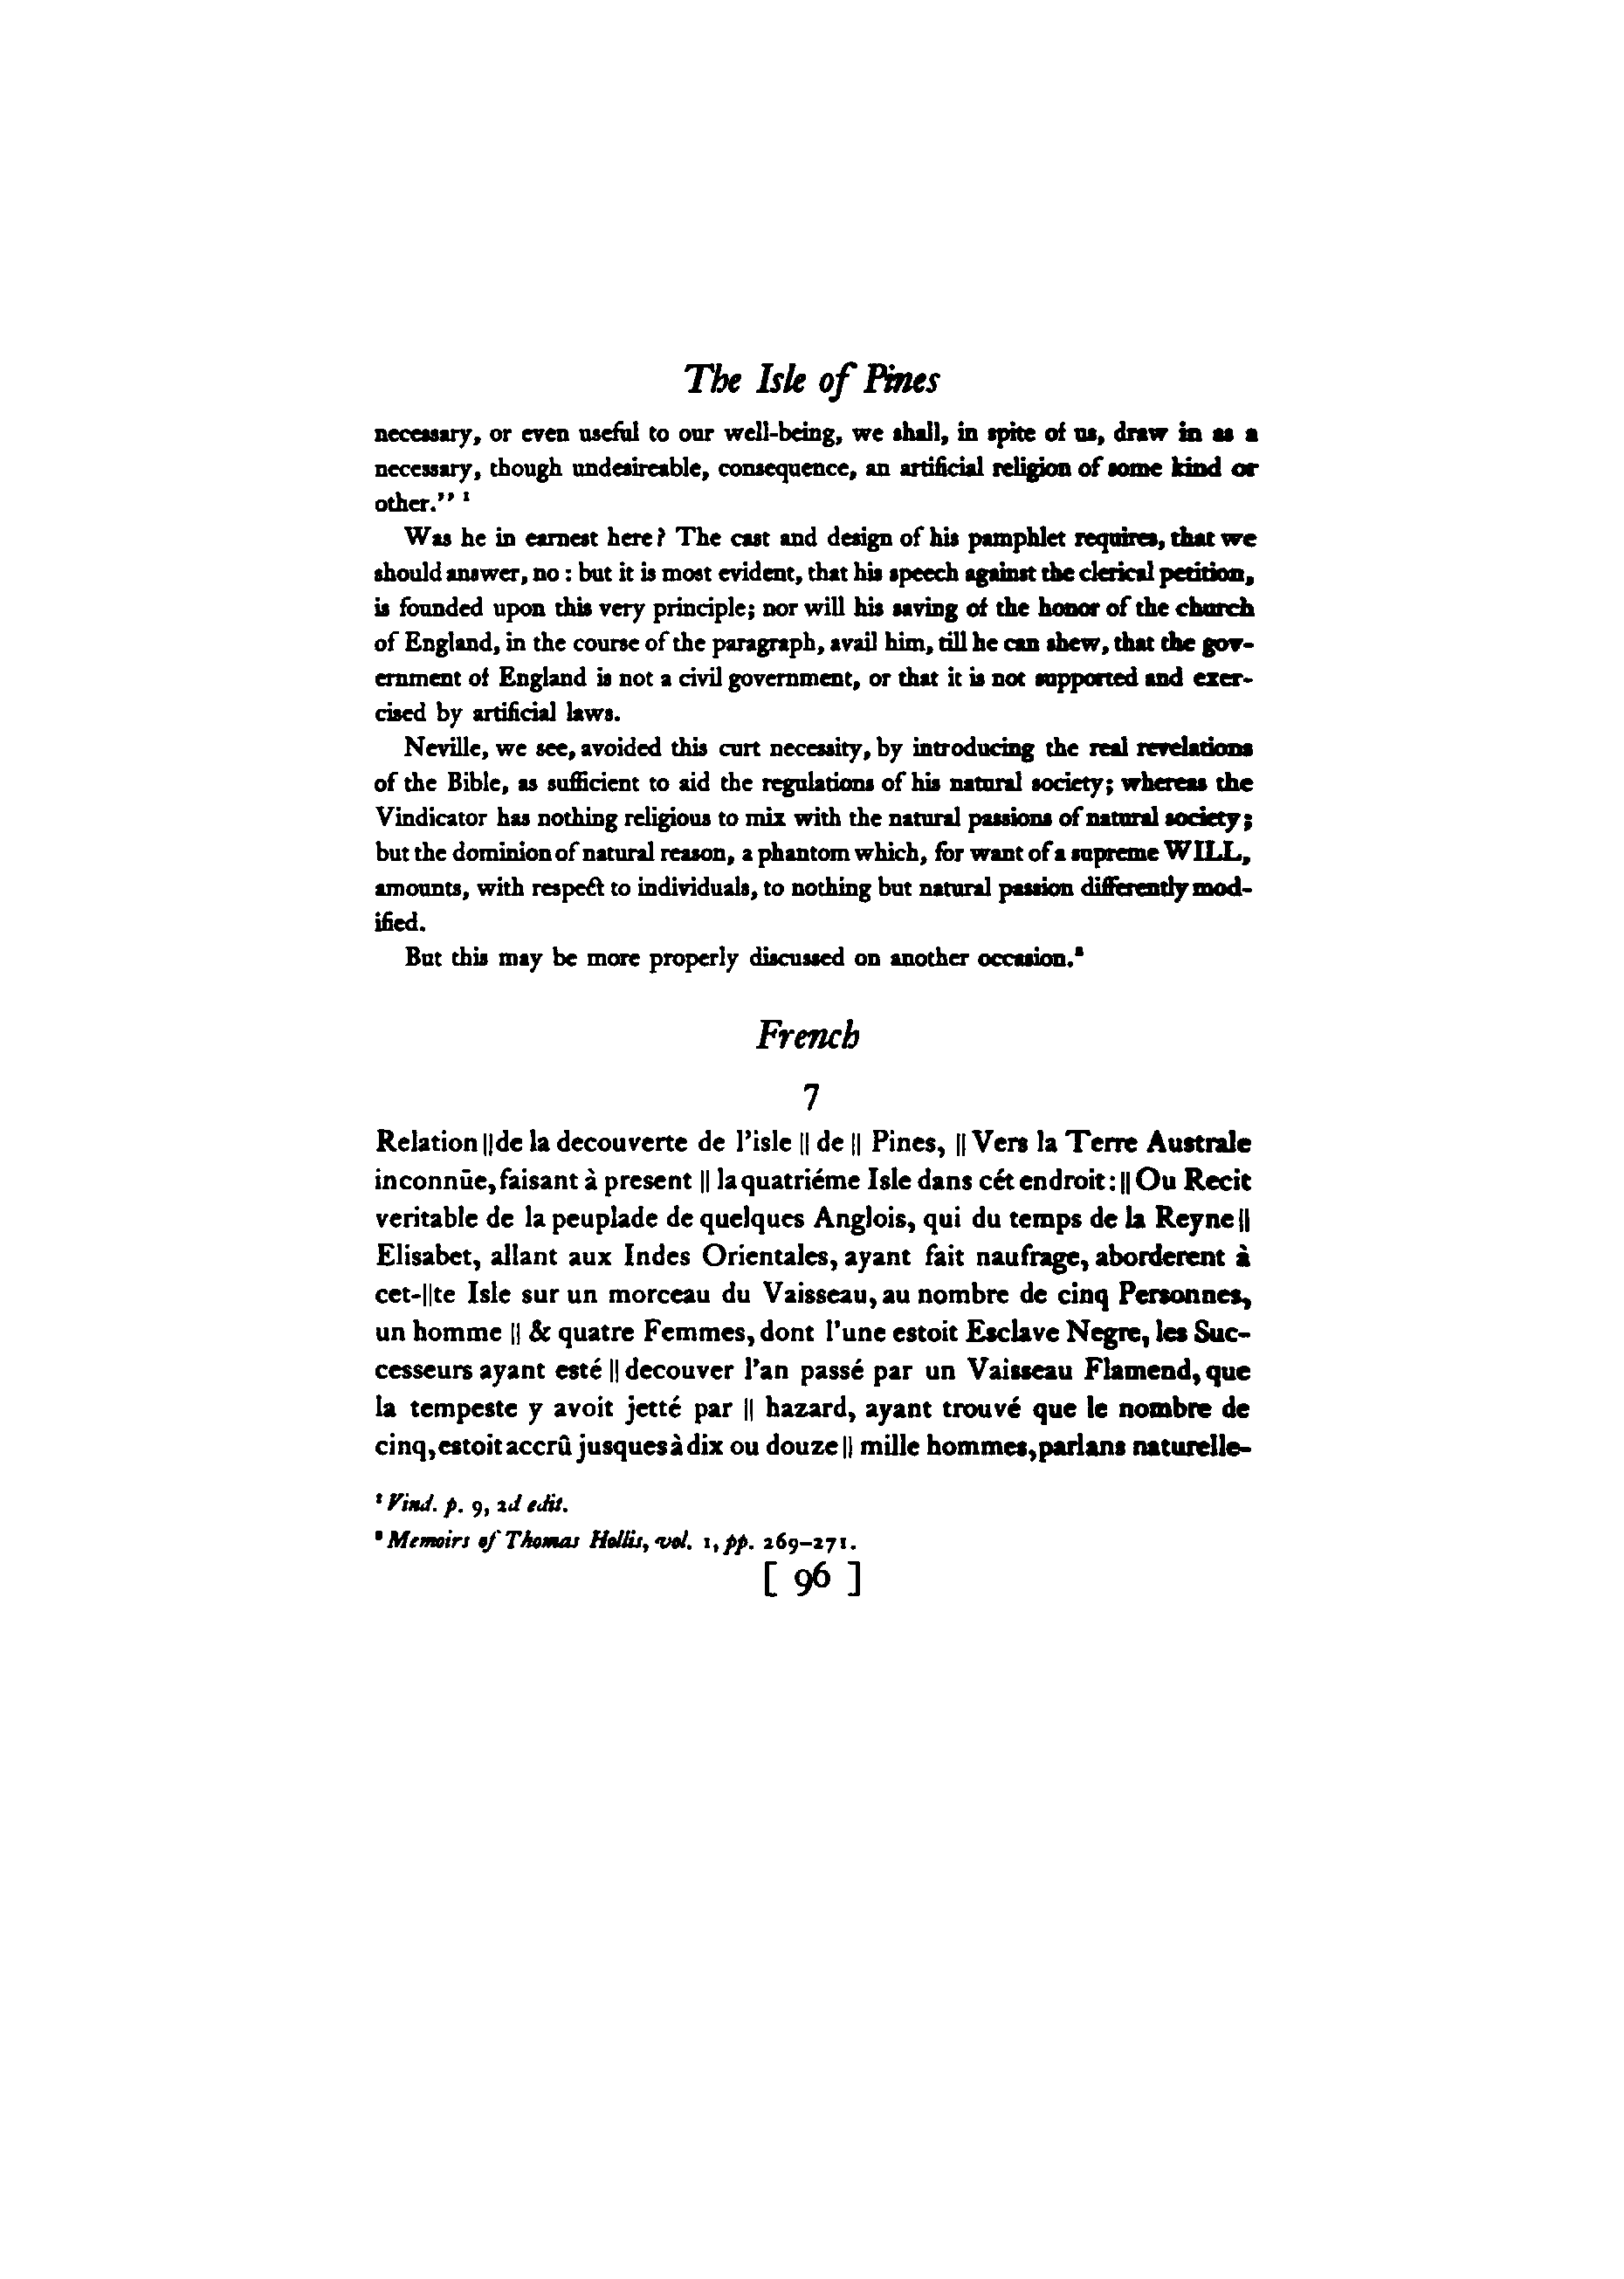 The Isle of Pines
necessary, or even useful to our well-being, we shall, in spite of us, draw in as a
necessary, though undesireable, consequence, an artificial religion of some kind or
other.'' 1
Was he in earnest here? The cast and design of his pamphlet requires, that we
should answer, no: but it is most evident, that his speech against the clerical petition,
is founded upon this very principle; nor will his saving of the honor of the church
of England, in the course of the paragraph, avail him, till he can shew, that the gov-
ernment of England is not a civil government, or that it is not supported and exer-
cised by artificial laws.
Neville, we see, avoided this curt necessity, by introducing the real revelations
of the Bible, as sufficient to aid the regulations of his natural society; whereas the
Vindicator has nothing religious to mix with the natural passions of natural society;
but the dominion of natural reason, a phantom which, for want of a supreme WILL,
amounts, with respect to individuals, to nothing but natural passion differently mod-
ified.
But this may be more properly discussed on another occasion.2
French
7
Relation || de la decouverte de l'isle || de || Pines, || Vers la Terre Australe
inconnüe, faisant à present || la quatriéme Isle dans cét endroit: || Ou Recit
veritable de la peuplade de quelques Anglois, qui du temps de la Reyne ||
Elisabet, allant aux Indes Orientales, ayant fait naufrage, aborderent à
cet-||te Isle sur un morceau du Vaisseau, au nombre de cinq Personnes,
un homme || & quatre Femmes, dont l'une estoit Esclave Negre, les Suc-
cesseurs ayant esté || decouver l'an passé par un Vaisseau Flamend, que
la tempeste y avoit jetté par || hazard, ayant trouvé que le nombre de
cinq, estoit accrû jusques à dix ou douze || mille hommes, parlans naturelle-
1 Vind. p. 9, 2d edit.
2 Memoirs of Thomas Hollis, vol. 1, pp. 269–271.
[ 96 ]